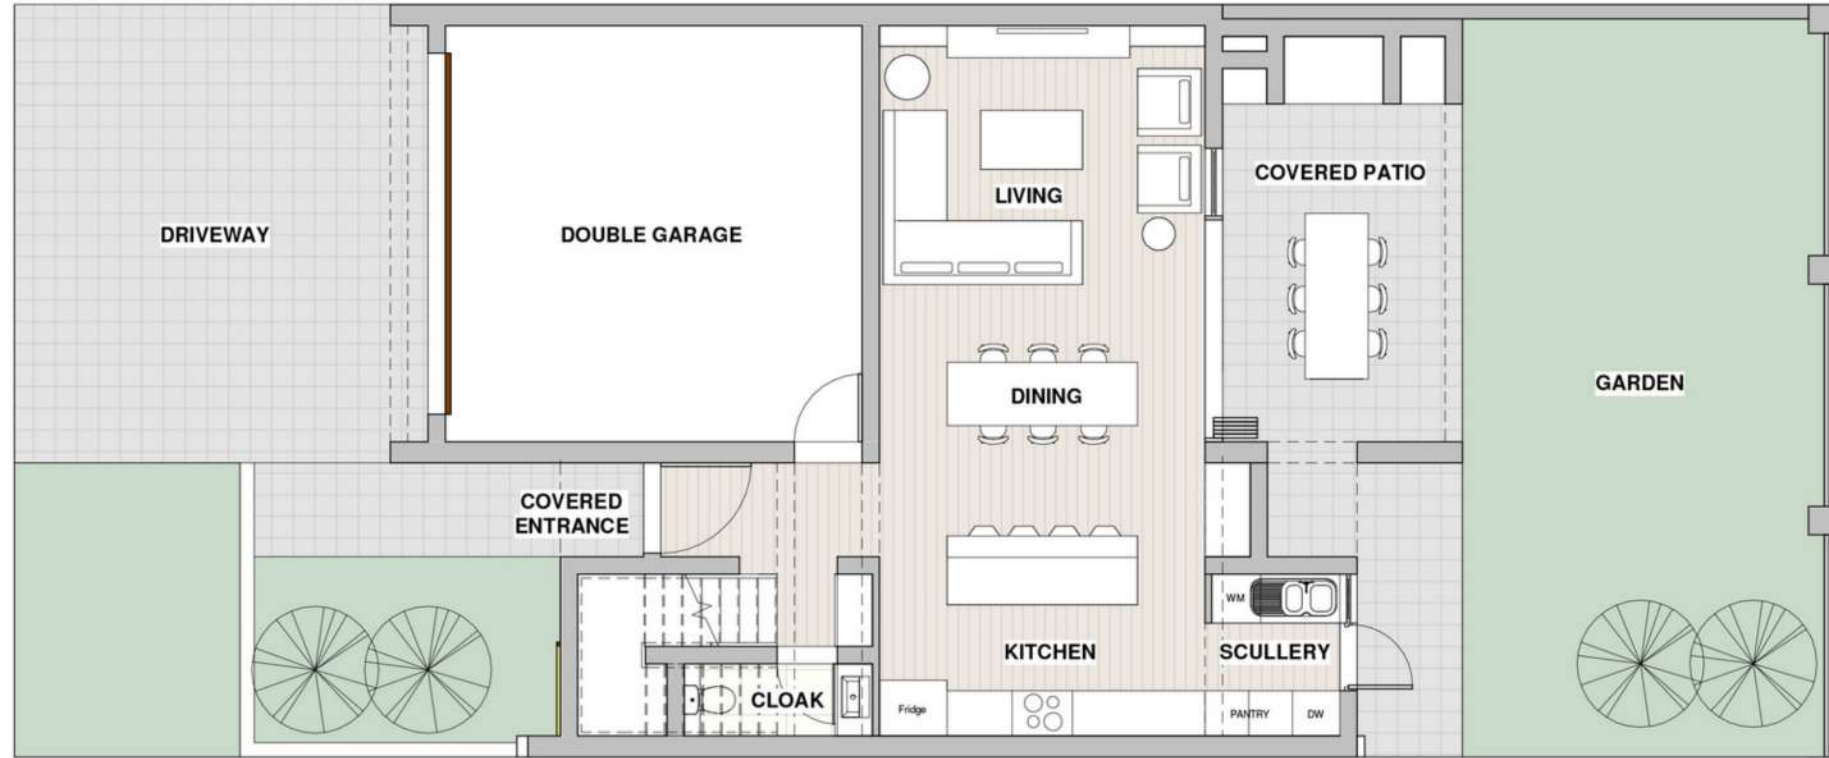 COVERED PATIO
LIVING
DRIVEWAY
DOUBLE GARAGE
GARDEN
DINING
COVERED
ENTRANCE
WM
KITCHEN
SCULLERY
CLOAK
Fridge
PANTRY
DW